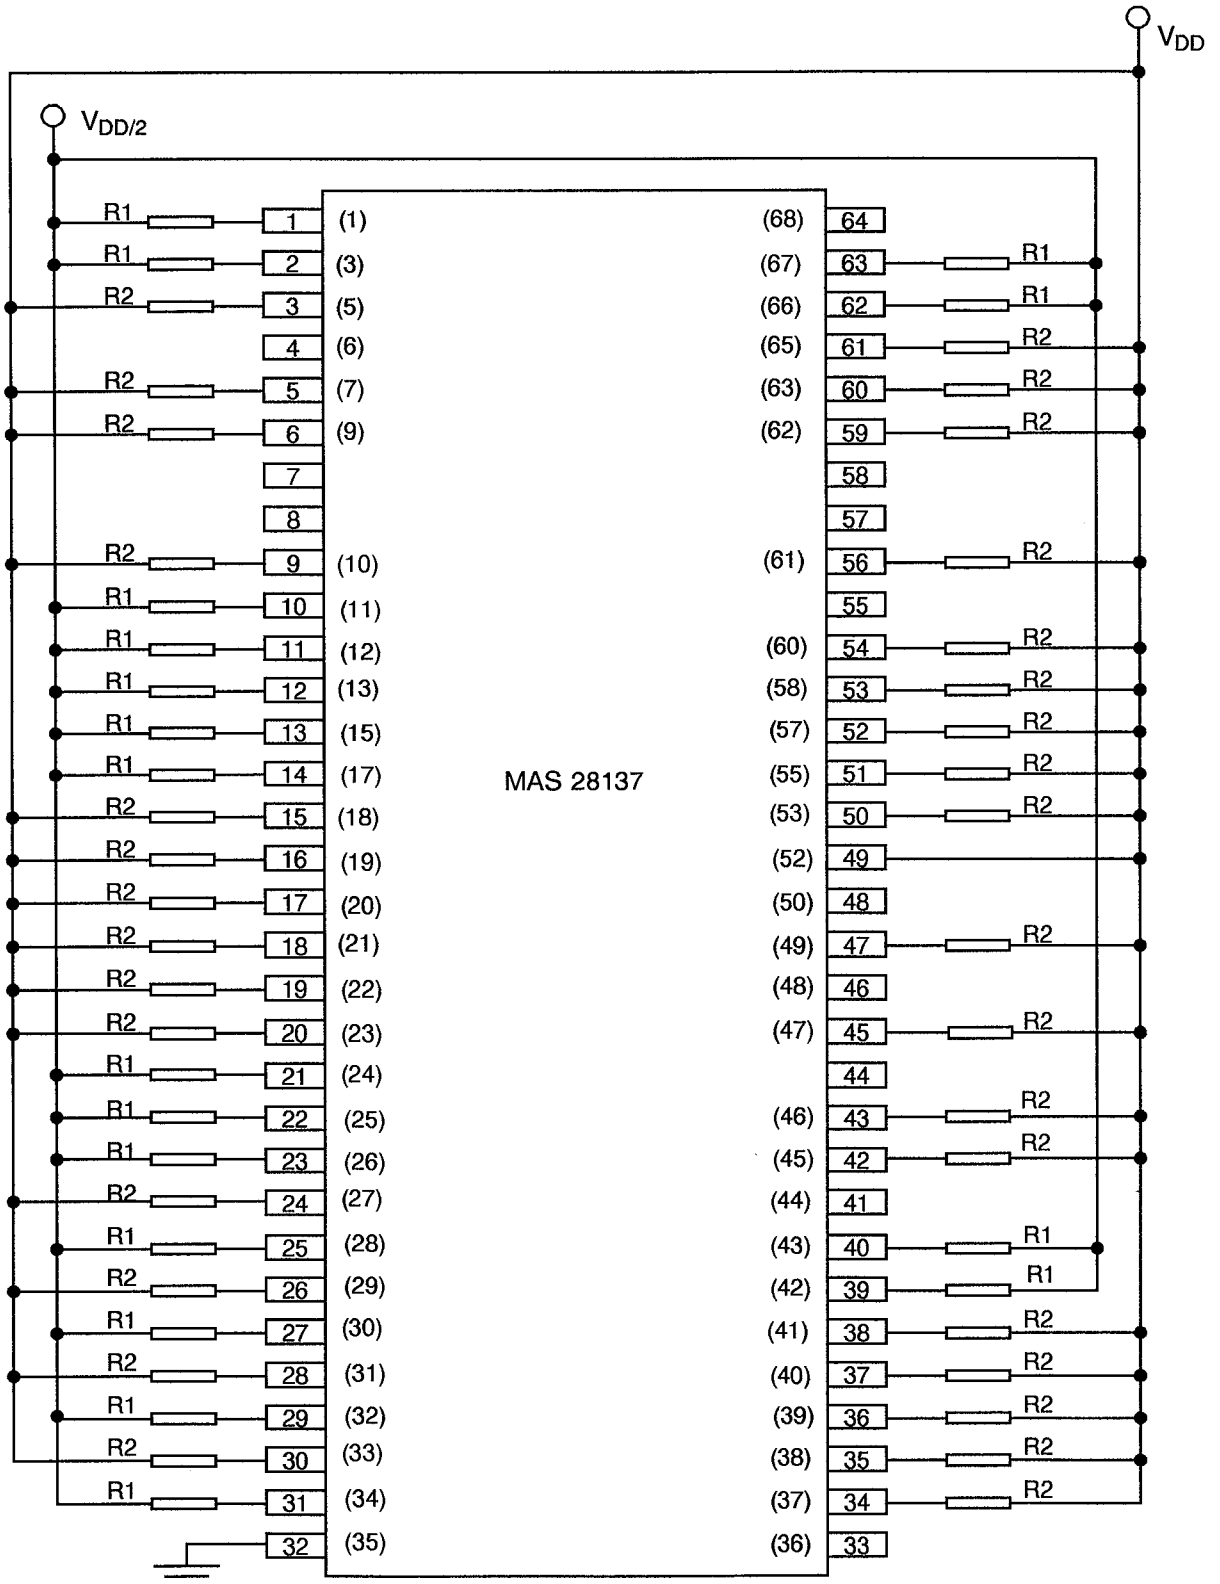 VDD
VDD/2
R1 1 (1) (68) 64
R1 2 (3) (67) 63 R1
R2 3 (5) (66) 62 R1
4 (6) (65) 61 R2
R2 5 (7) (63) 60 R2
R2 6 (9) (62) 59 R2
7 58
8 57
R2 9 (10) (61) 56 R2
R1 10 (11) 55
R1 11 (12) (60) 54 R2
R1 12 (13) (58) 53 R2
R1 13 (15) (57) 52 R2
R1 14 (17) MAS 28137 (55) 51 R2
R2 15 (18) (53) 50 R2
R2 16 (19) (52) 49
R2 17 (20) (50) 48
R2 18 (21) (49) 47 R2
R2 19 (22) (48) 46
R2 20 (23) (47) 45 R2
R1 21 (24) 44
R1 22 (25) (46) 43 R2
R1 23 (26) (45) 42 R2
R2 24 (27) (44) 41
R1 25 (28) (43) 40 R1
R2 26 (29) (42) 39 R1
R1 27 (30) (41) 38 R2
R2 28 (31) (40) 37 R2
R1 29 (32) (39) 36 R2
R2 30 (33) (38) 35 R2
R1 31 (34) (37) 34 R2
32 (35) (36) 33